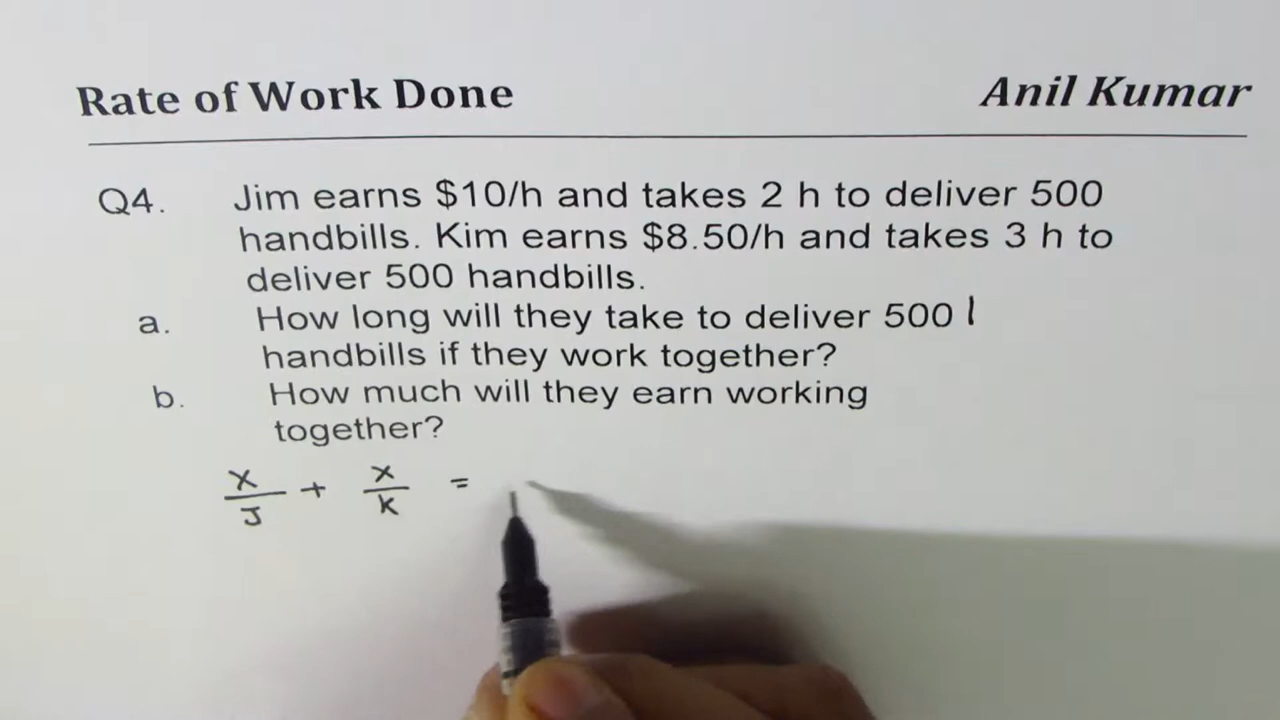 Rate of Work Done Anil Kumar
Q4. Jim earns $10/h and takes 2 h to deliver 500
handbills. Kim earns $8.50/h and takes 3 h to
deliver 500 handbills.
a. How long will they take to deliver 500 1
handbills if they work together?
b. How much will they earn working
together?
x/J + x/K =